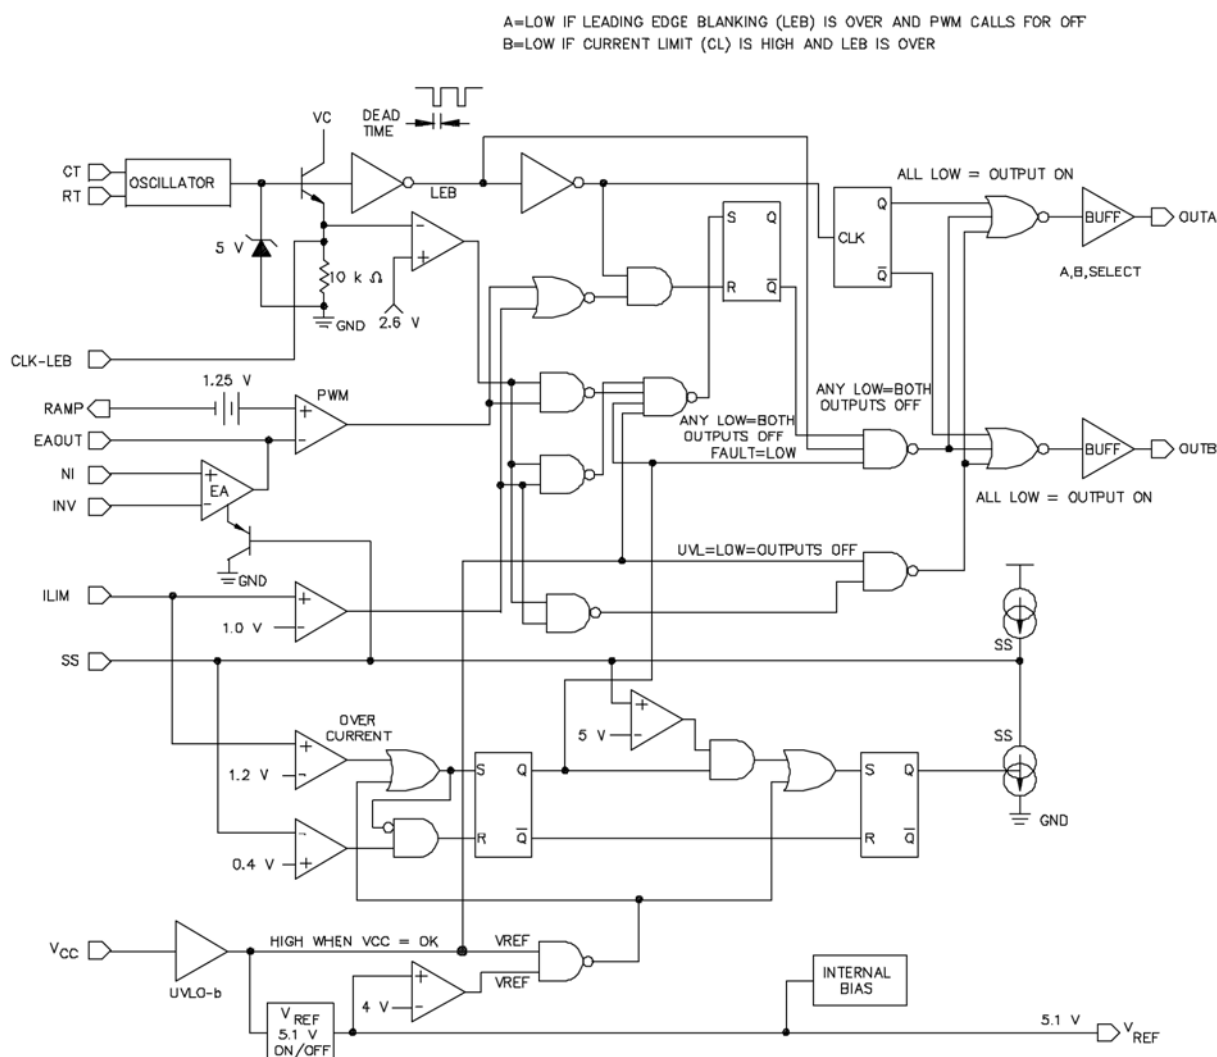 A=LOW IF LEADING EDGE BLANKING (LEB) IS OVER AND PWM CALLS FOR OFF
B=LOW IF CURRENT LIMIT (CL) IS HIGH AND LEB IS OVER
VC
DEAD
TIME
CT
RT
OSCILLATOR
LEB
ALL LOW = OUTPUT ON
S
Q
R
Q̅
CLK
Q
Q̅
BUFF
OUTA
A,B,SELECT
5 V
10 k Ω
GND
2.6 V
CLK-LEB
1.25 V
RAMP
PWM
EAOUT
NI
EA
INV
GND
ANY LOW=BOTH
OUTPUTS OFF
FAULT=LOW
ANY LOW=BOTH
OUTPUTS OFF
BUFF
OUTB
ALL LOW = OUTPUT ON
UVL=LOW=OUTPUTS OFF
ILIM
1.0 V
SS
SS
5 V
OVER
CURRENT
1.2 V
0.4 V
S
Q
R
Q̅
S
Q
R
Q̅
SS
GND
VCC
UVLO-b
HIGH WHEN VCC = OK
VREF
VREF
4 V
VREF
5.1 V
ON/OFF
INTERNAL
BIAS
5.1 V
VREF